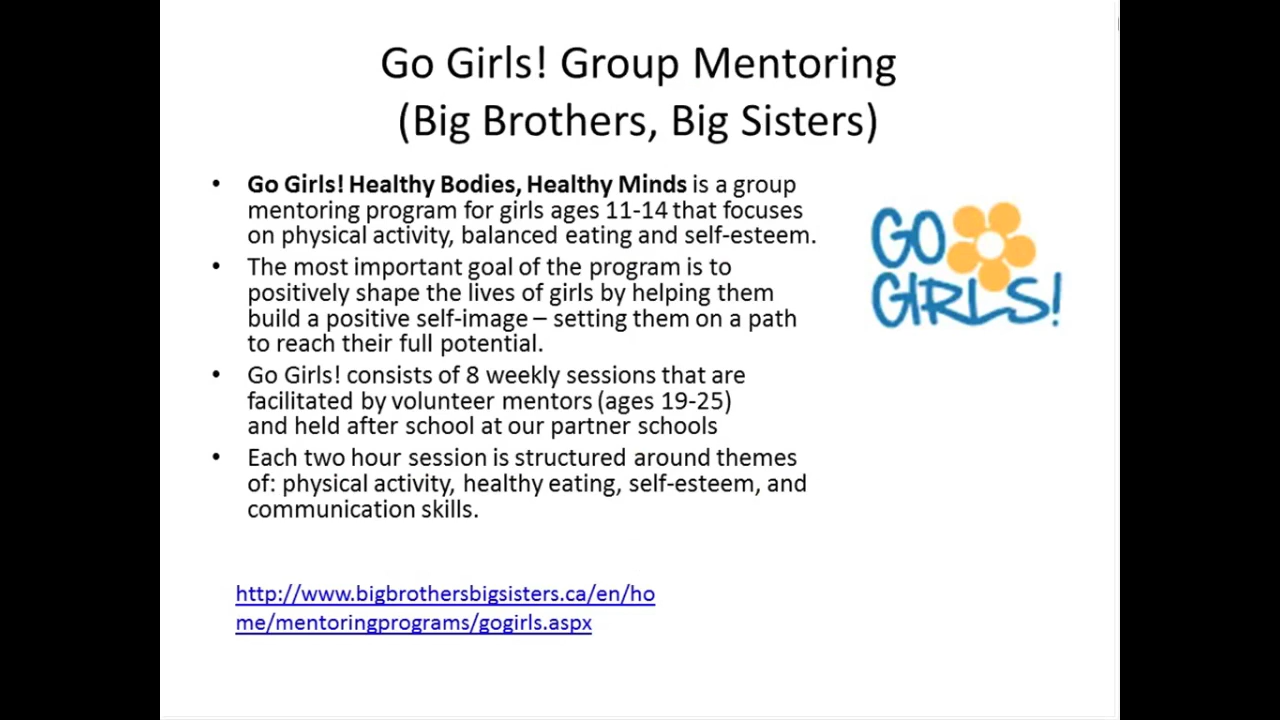 Go Girls! Group Mentoring
(Big Brothers, Big Sisters)
• Go Girls! Healthy Bodies, Healthy Minds is a group
mentoring program for girls ages 11-14 that focuses
on physical activity, balanced eating and self-esteem.
• The most important goal of the program is to
positively shape the lives of girls by helping them
build a positive self-image – setting them on a path
to reach their full potential.
• Go Girls! consists of 8 weekly sessions that are
facilitated by volunteer mentors (ages 19-25)
and held after school at our partner schools
• Each two hour session is structured around themes
of: physical activity, healthy eating, self-esteem, and
communication skills.
http://www.bigbrothersbigsisters.ca/en/ho
me/mentoringprograms/gogirls.aspx
GO
GIRLS!